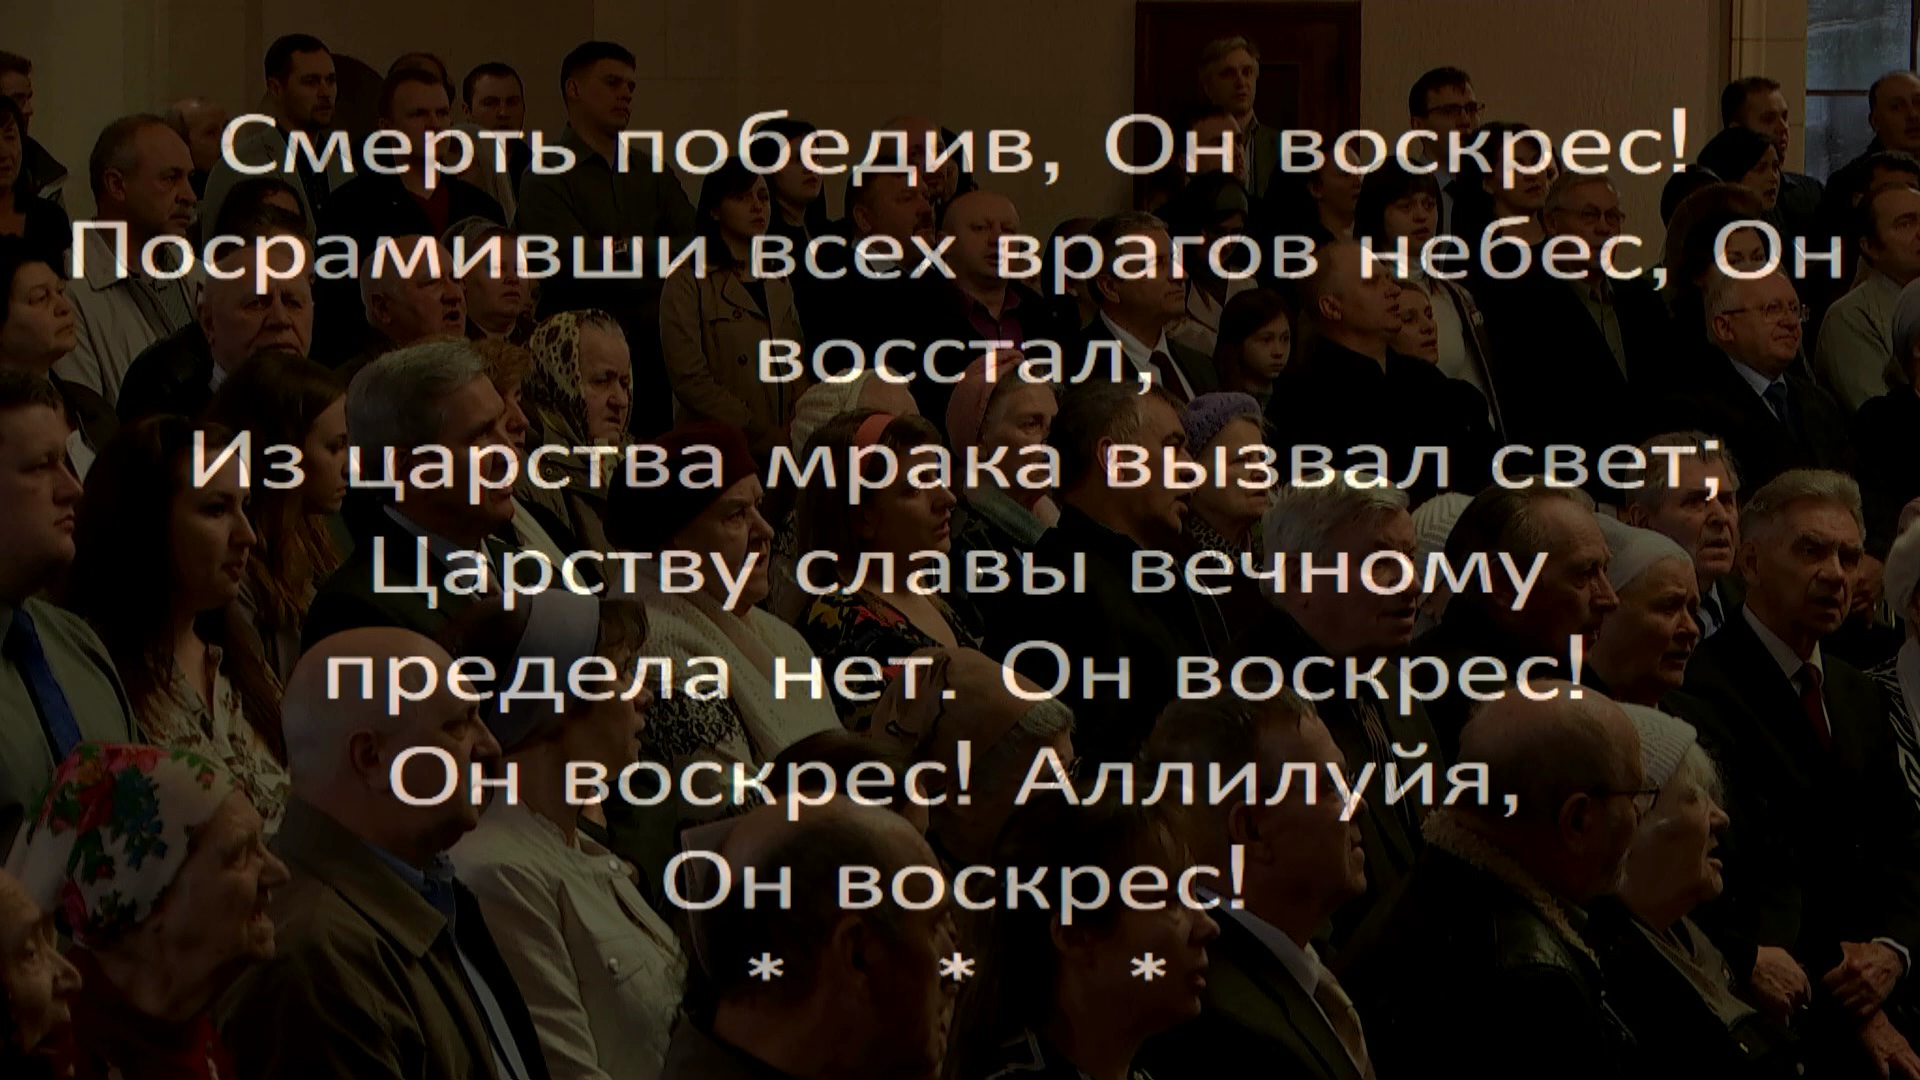 Смерть победив, Он воскрес!
Посрамивши всех врагов небес, Он
восстал,
Из царства мрака вызвал свет;
Царству славы вечному
предела нет. Он воскрес!
Он воскрес! Аллилуйя,
Он воскрес!
* * *